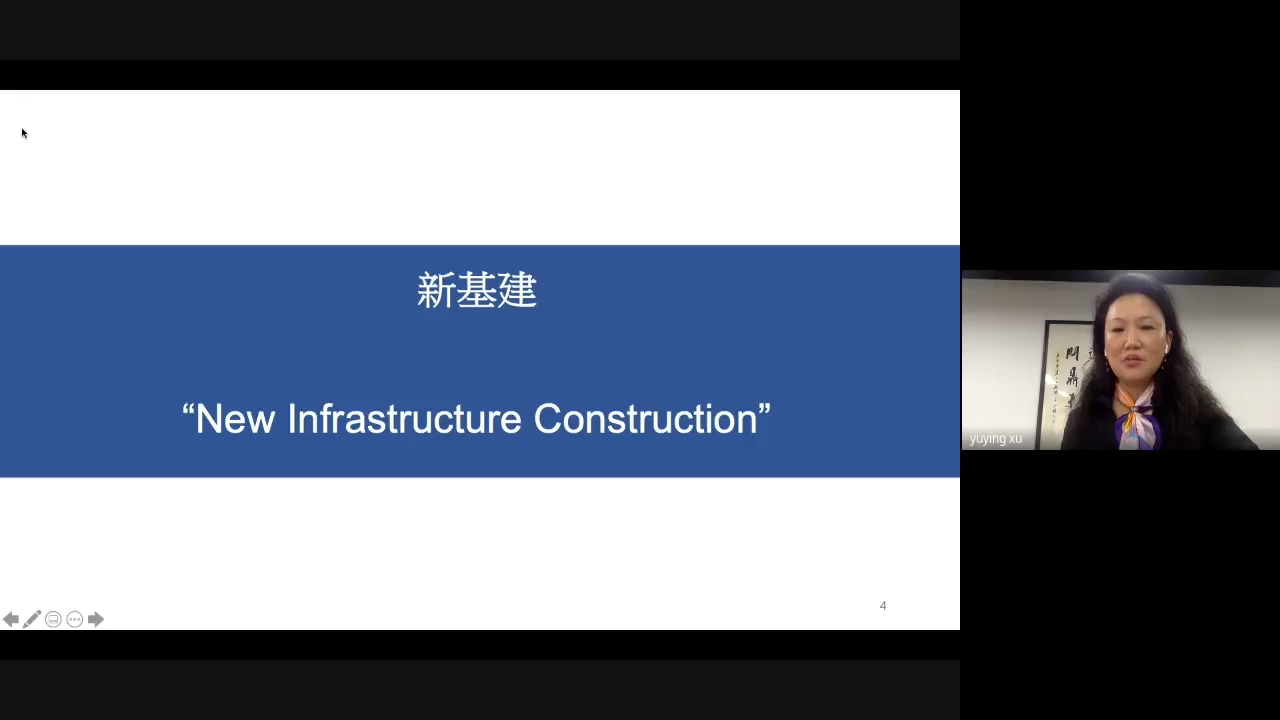 新基建
“New Infrastructure Construction”
4
yuying xu